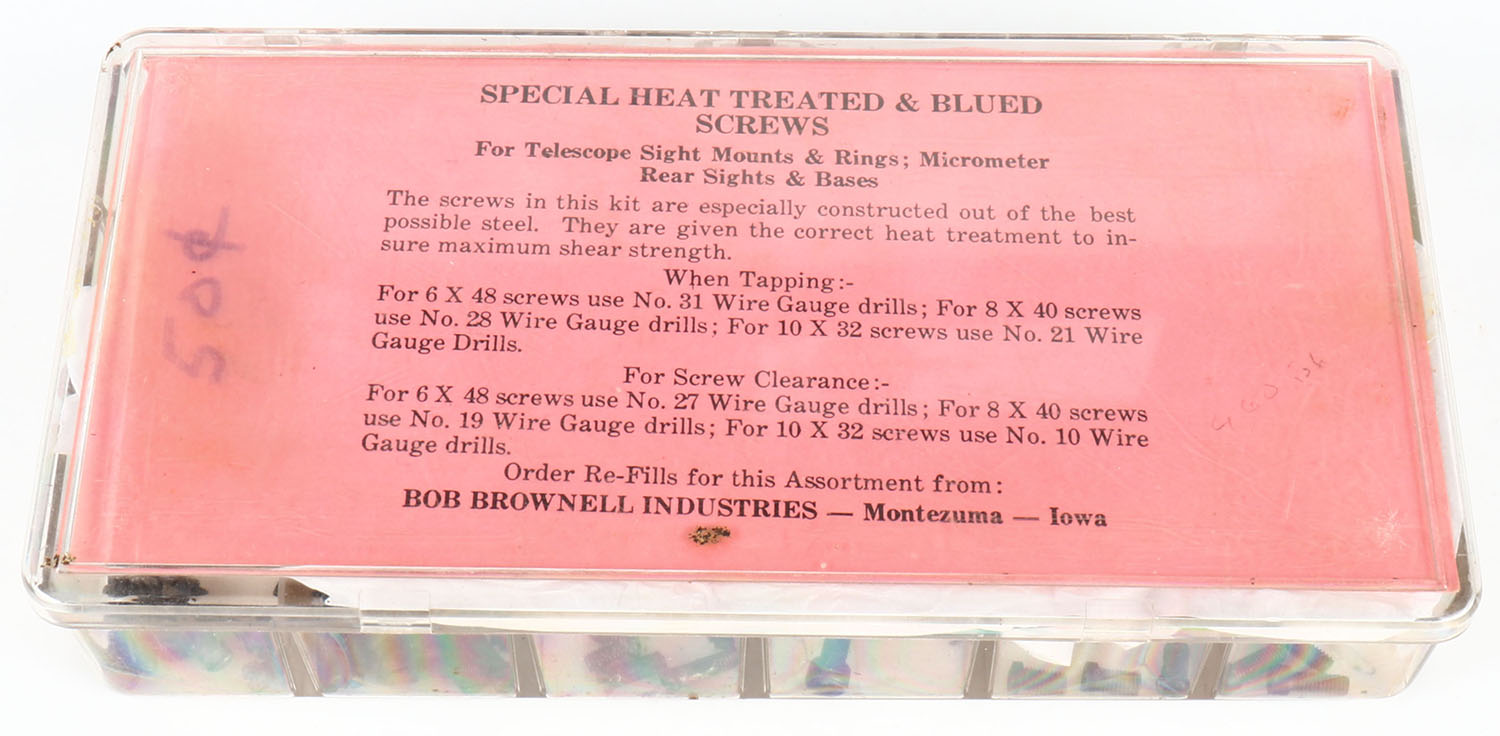 SPECIAL HEAT TREATED & BLUED
SCREWS
For Telescope Sight Mounts & Rings; Micrometer
Rear Sights & Bases
The screws in this kit are especially constructed out of the best
possible steel. They are given the correct heat treatment to in-
sure maximum shear strength.
When Tapping:-
For 6 X 48 screws use No. 31 Wire Gauge drills; For 8 X 40 screws
use No. 28 Wire Gauge drills; For 10 X 32 screws use No. 21 Wire
Gauge Drills.
For Screw Clearance:-
For 6 X 48 screws use No. 27 Wire Gauge drills; For 8 X 40 screws
use No. 19 Wire Gauge drills; For 10 X 32 screws use No. 10 Wire
Gauge drills.
Order Re-Fills for this Assortment from:
BOB BROWNELL INDUSTRIES — Montezuma — Iowa
50¢